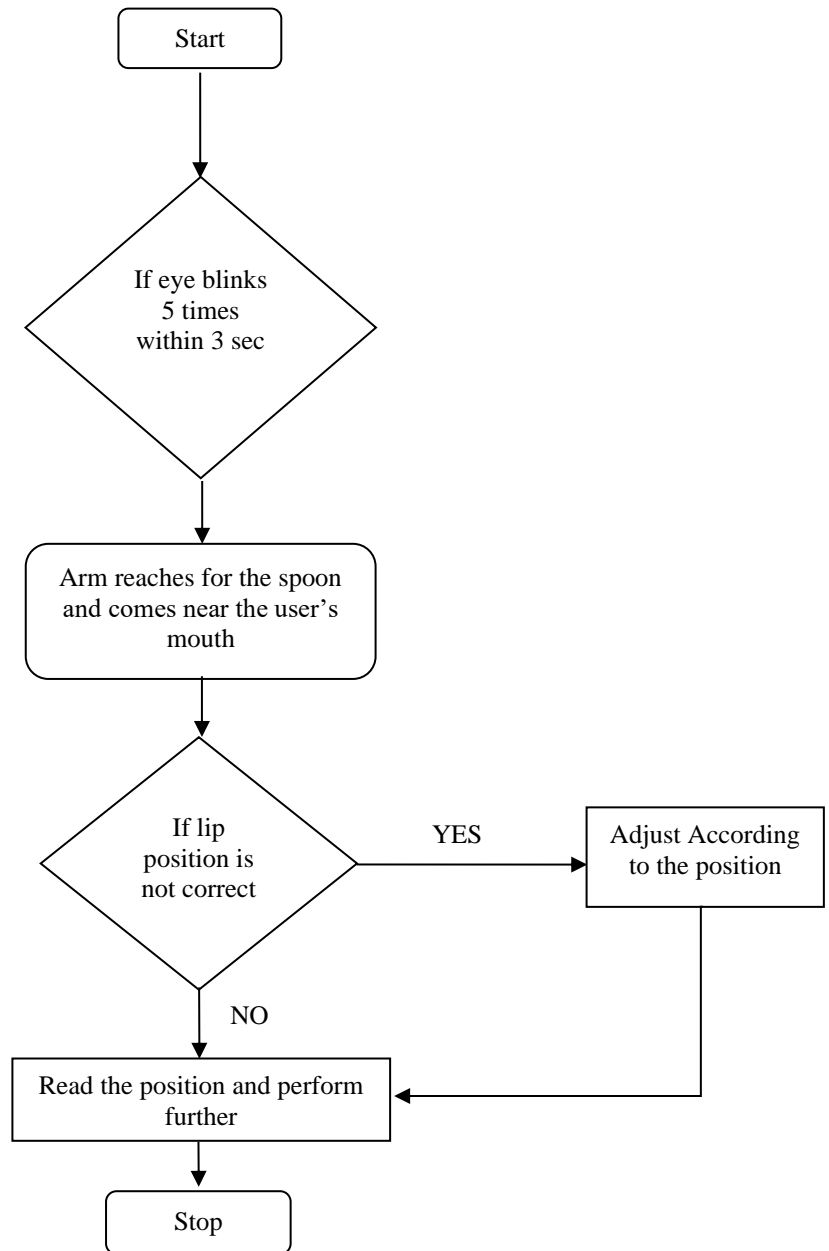 Start
If eye blinks
5 times
within 3 sec
Arm reaches for the spoon
and comes near the user’s
mouth
If lip
position is
not correct
YES
Adjust According
to the position
NO
Read the position and perform
further
Stop